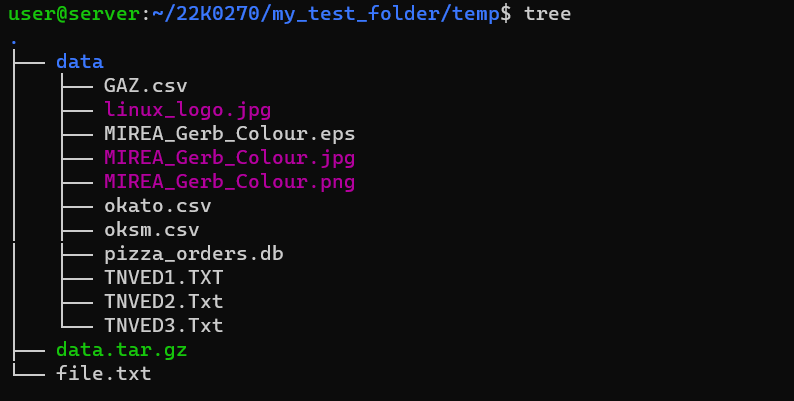 user@server:~/22K0270/my_test_folder/temp$ tree
.
├── data
│   ├── GAZ.csv
│   ├── linux_logo.jpg
│   ├── MIREA_Gerb_Colour.eps
│   ├── MIREA_Gerb_Colour.jpg
│   ├── MIREA_Gerb_Colour.png
│   ├── okato.csv
│   ├── oksm.csv
│   ├── pizza_orders.db
│   ├── TNVED1.TXT
│   ├── TNVED2.Txt
│   └── TNVED3.Txt
├── data.tar.gz
└── file.txt